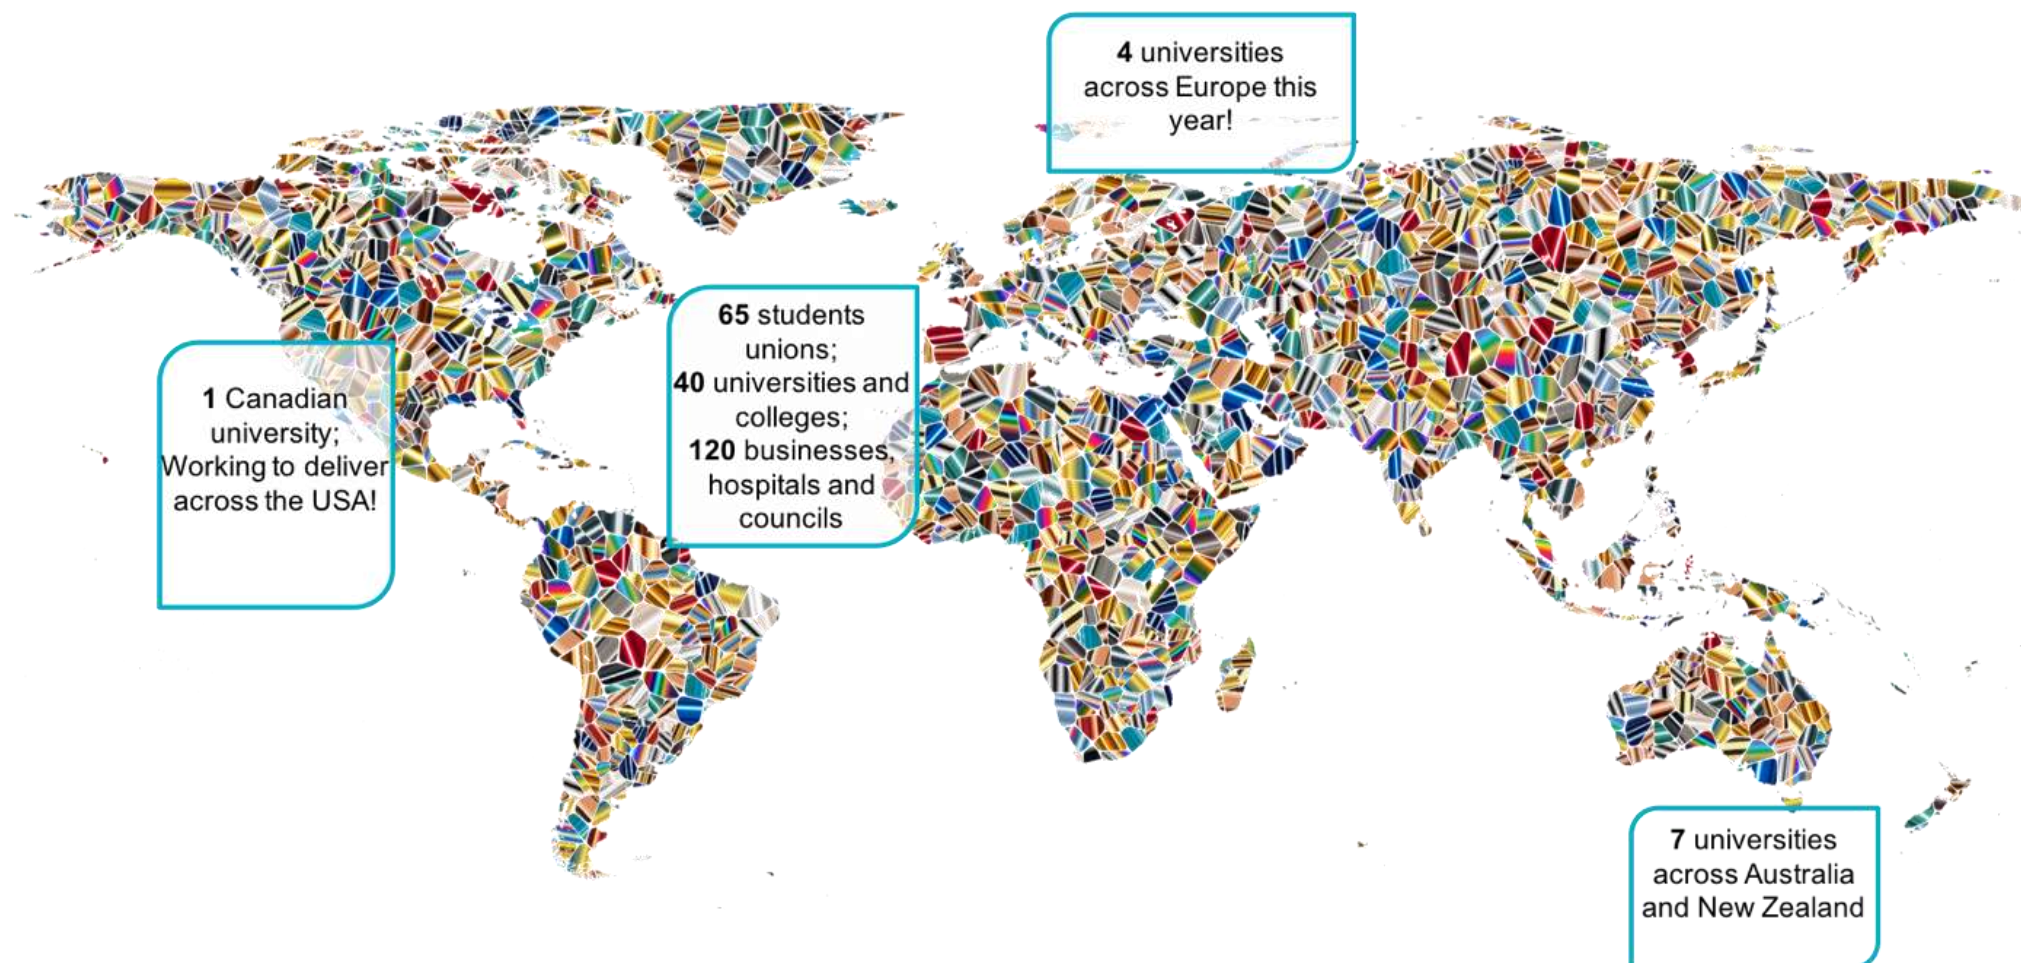 4 universities
across Europe this
year!
65 students
unions;
40 universities and
colleges;
120 businesses,
hospitals and
councils
1 Canadian
university;
Working to deliver
across the USA!
7 universities
across Australia
and New Zealand